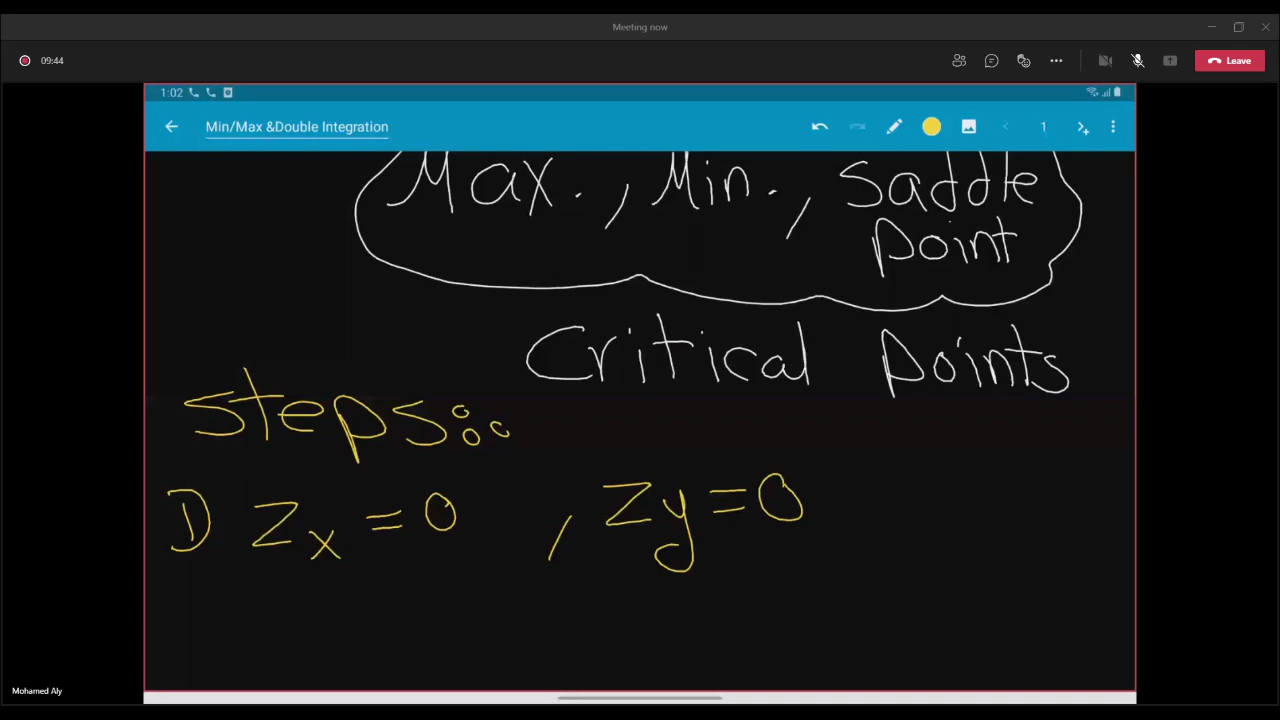 Meeting now
09:44
Leave
1:02
Min/Max &Double Integration
1
Max. , Min. , Saddle
Point
Critical Points
Steps:
1) Zx = 0 , Zy = 0
Mohamed Aly